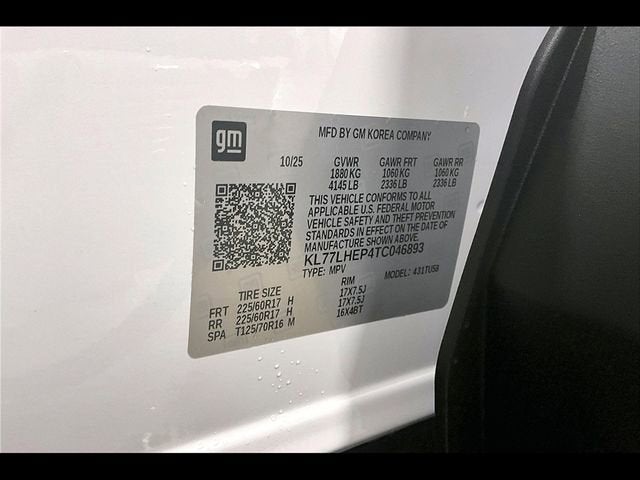 gm
MFD BY GM KOREA COMPANY
10/25 GVWR GAWR FRT GAWR RR
1880 KG 1060 KG 1060 KG
4145 LB 2336 LB 2336 LB
THIS VEHICLE CONFORMS TO ALL
APPLICABLE U.S. FEDERAL MOTOR
VEHICLE SAFETY AND THEFT PREVENTION
STANDARDS IN EFFECT ON THE DATE OF
MANUFACTURE SHOWN ABOVE.
KL77LHEP4TC046893
TYPE: MPV MODEL: 431TU58
TIRE SIZE RIM
FRT 225/60R17 H 17X7.5J
RR 225/60R17 H 17X7.5J
SPA T125/70R16 M 16X4BT